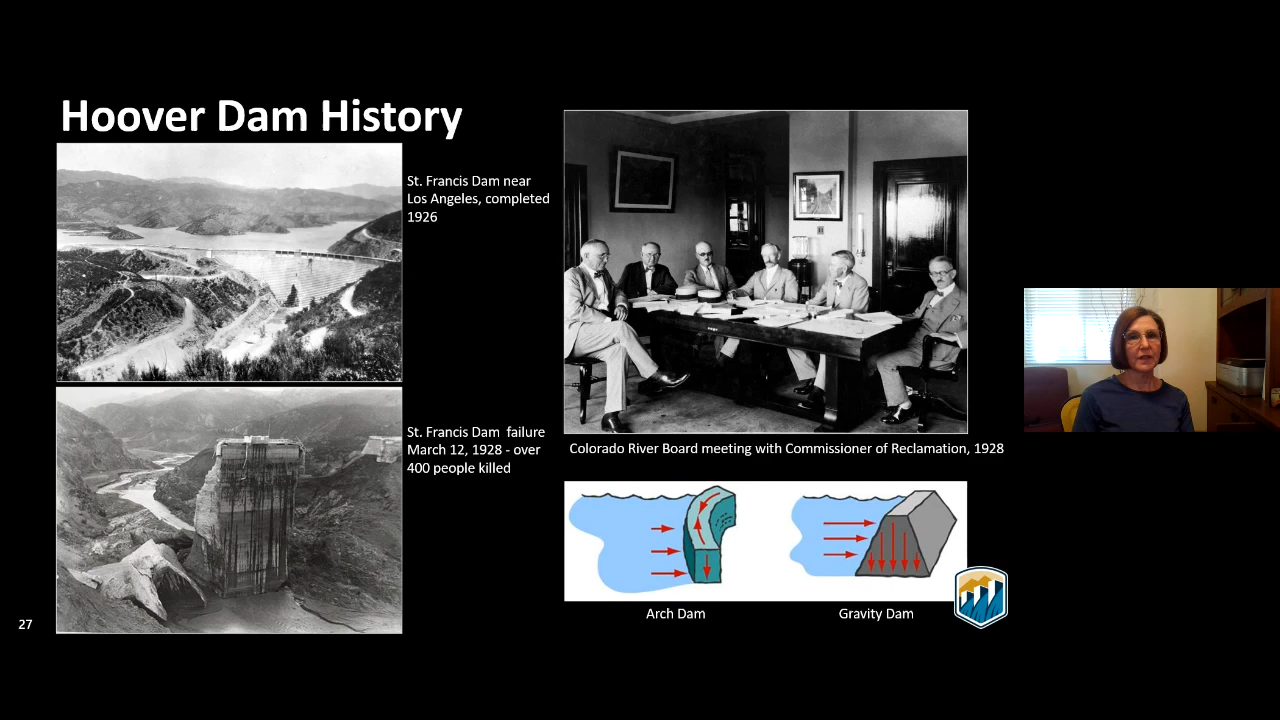 Hoover Dam History
St. Francis Dam near
Los Angeles, completed
1926
St. Francis Dam  failure
March 12, 1928 - over
400 people killed
Colorado River Board meeting with Commissioner of Reclamation, 1928
Arch Dam
Gravity Dam
27